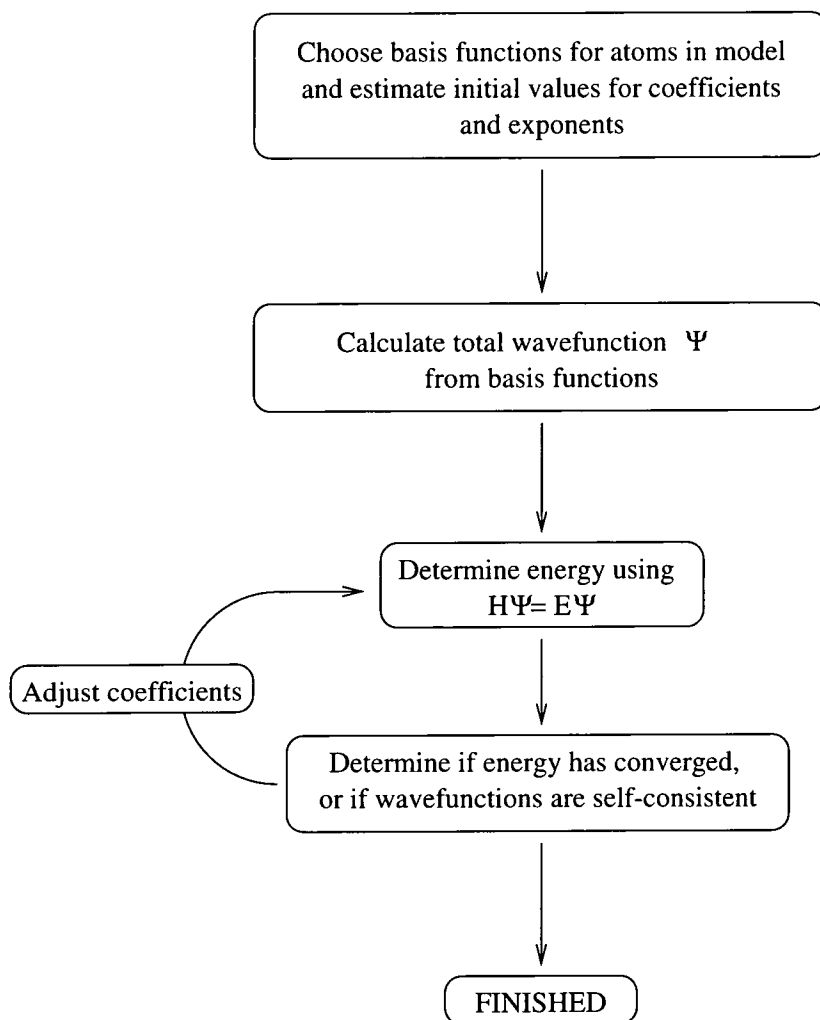 Choose basis functions for atoms in model
and estimate initial values for coefficients
and exponents
Calculate total wavefunction Ψ
from basis functions
Determine energy using
HΨ= EΨ
Adjust coefficients
Determine if energy has converged,
or if wavefunctions are self-consistent
FINISHED